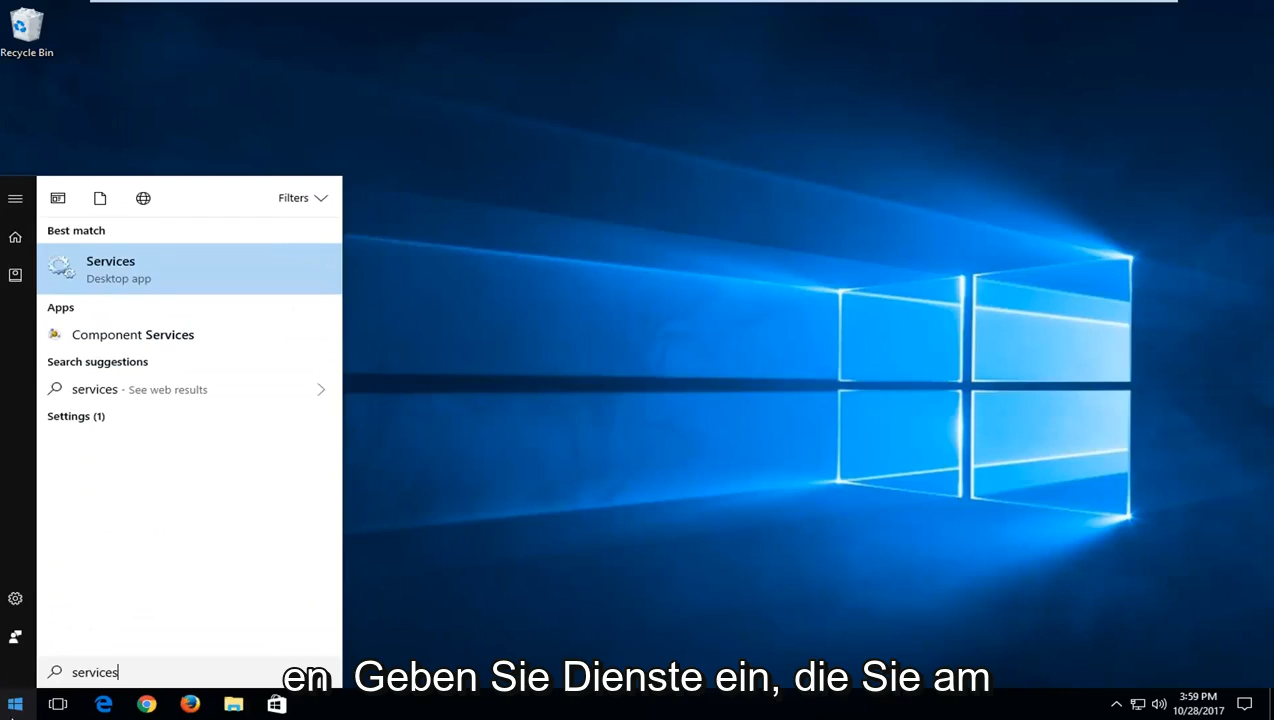 Recycle Bin
Filters
Best match
Services
Desktop app
Apps
Component Services
Search suggestions
services - See web results
Settings (1)
services
en Geben Sie Dienste ein, die Sie am
3:59 PM
10/28/2017